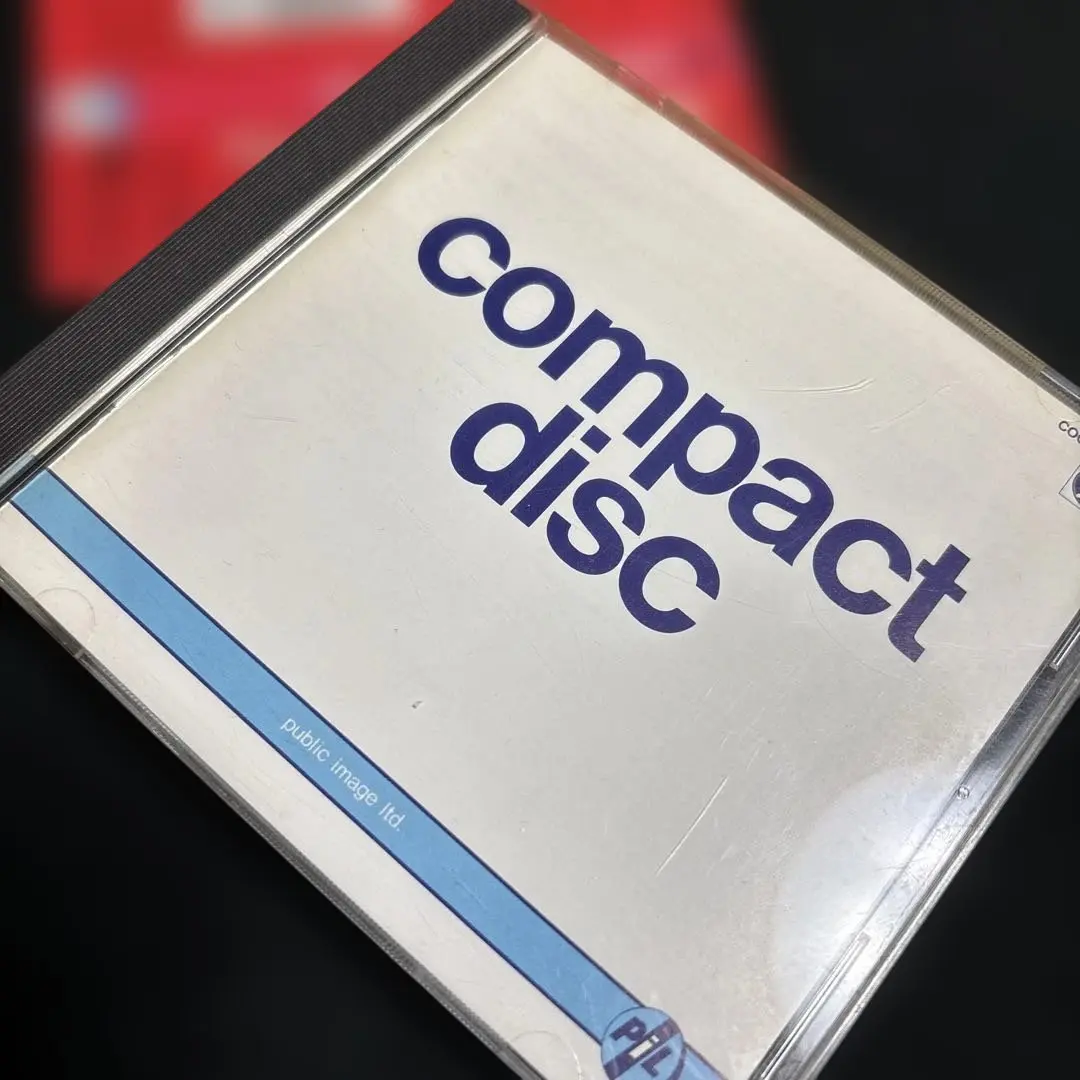 compact
disc
public image ltd.
PiL